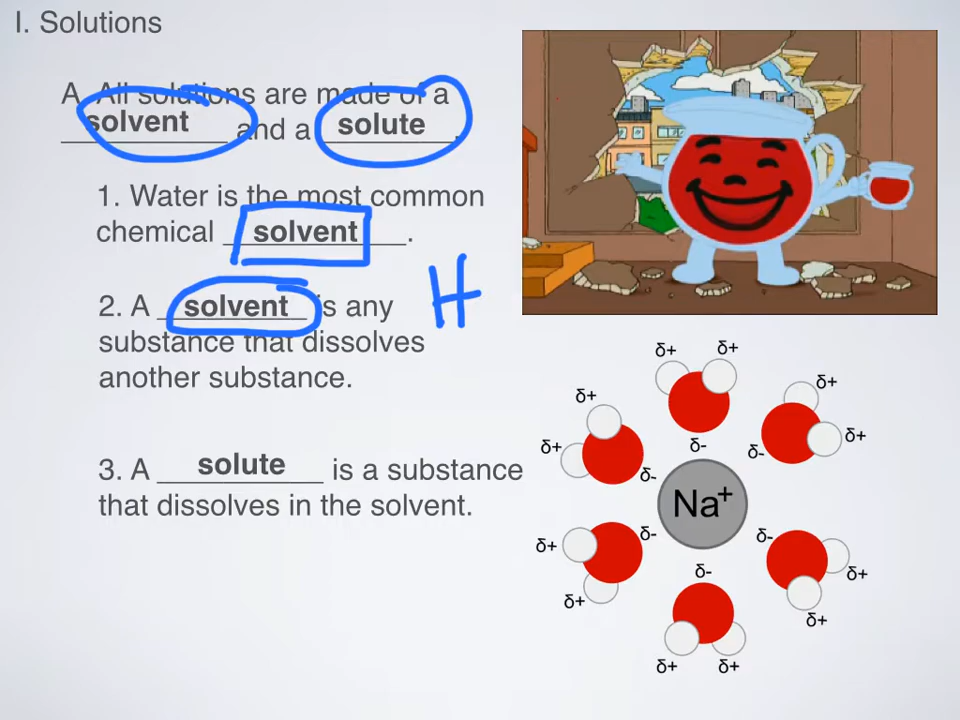 I. Solutions
A. All solutions are made of a
solvent and a solute.
1. Water is the most common
chemical solvent.
H
2. A solvent is any
substance that dissolves
another substance.
3. A solute is a substance
that dissolves in the solvent.
δ+ δ+
δ+
δ+
δ+
δ+
δ-
δ-
δ-
Na+
δ-
δ-
δ+
δ-
δ+
δ+
δ+
δ+ δ+